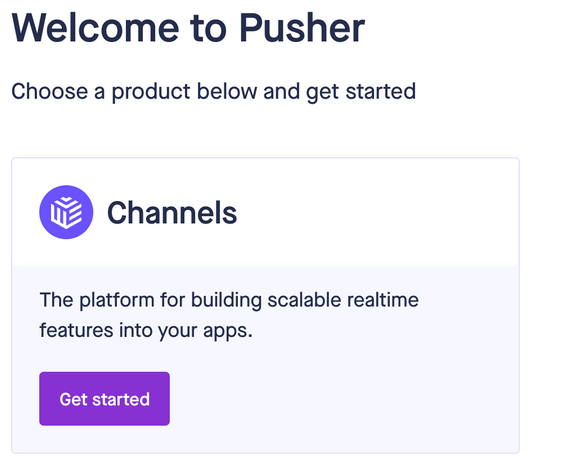 Welcome to Pusher
Choose a product below and get started
Channels
The platform for building scalable realtime
features into your apps.
Get started